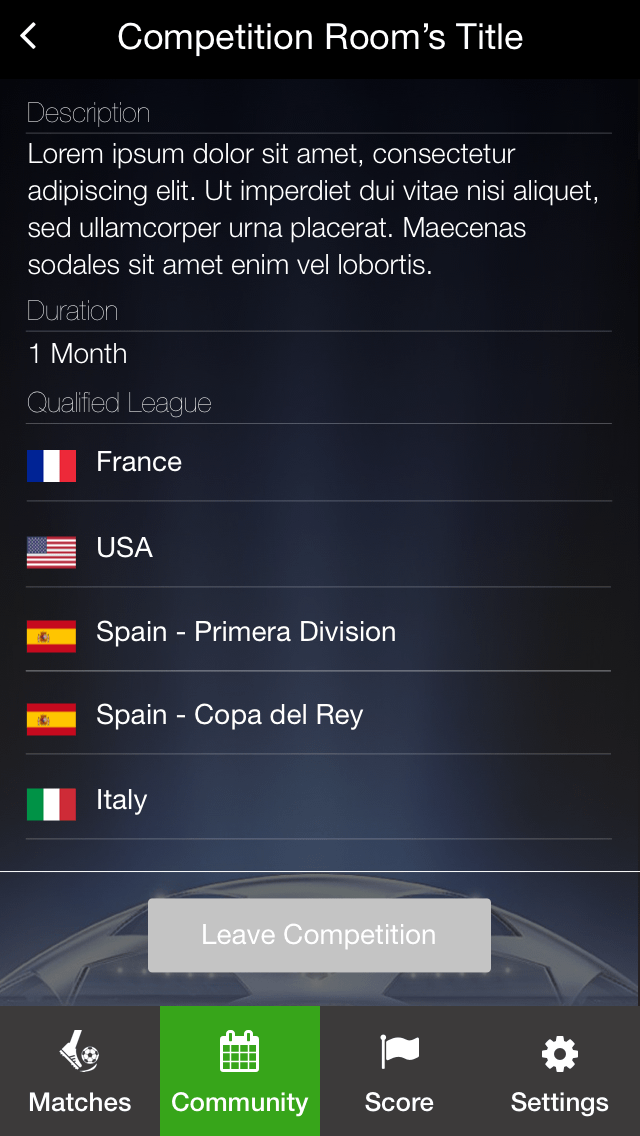 Competition Room’s Title
Description
Lorem ipsum dolor sit amet, consectetur
adipiscing elit. Ut imperdiet dui vitae nisi aliquet,
sed ullamcorper urna placerat. Maecenas
sodales sit amet enim vel lobortis.
Duration
1 Month
Qualified League
France
USA
Spain - Primera Division
Spain - Copa del Rey
Italy
Leave Competition
Matches Community Score Settings